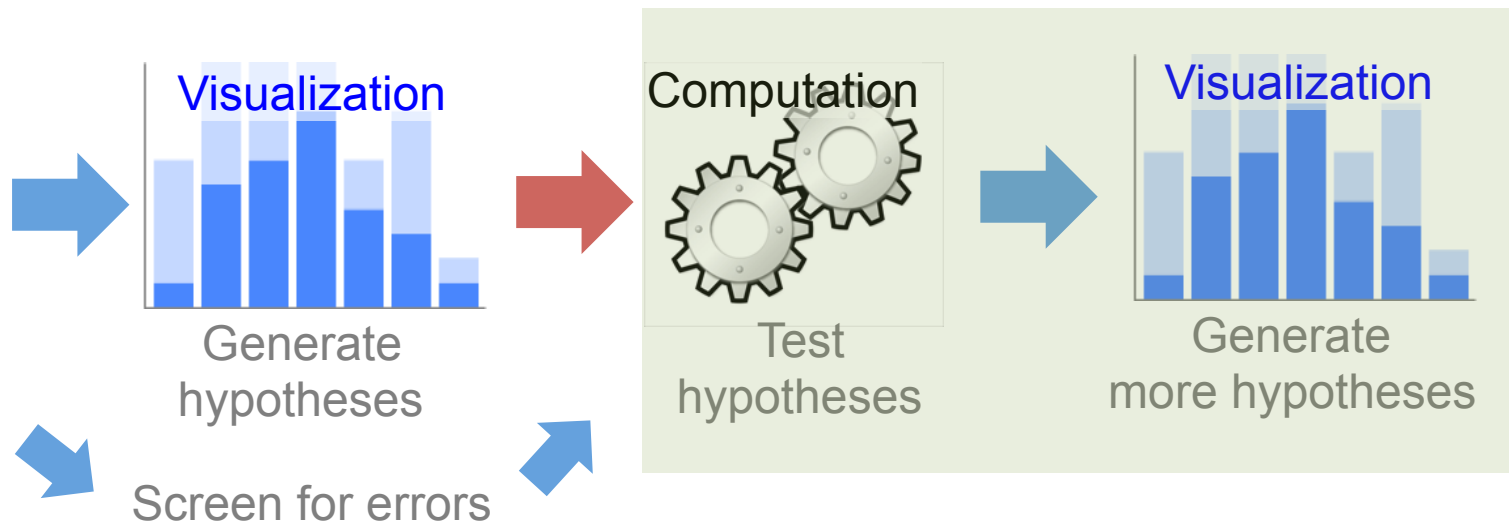 Visualization
Generate
hypotheses
Screen for errors
Computation
Test
hypotheses
Visualization
Generate
more hypotheses